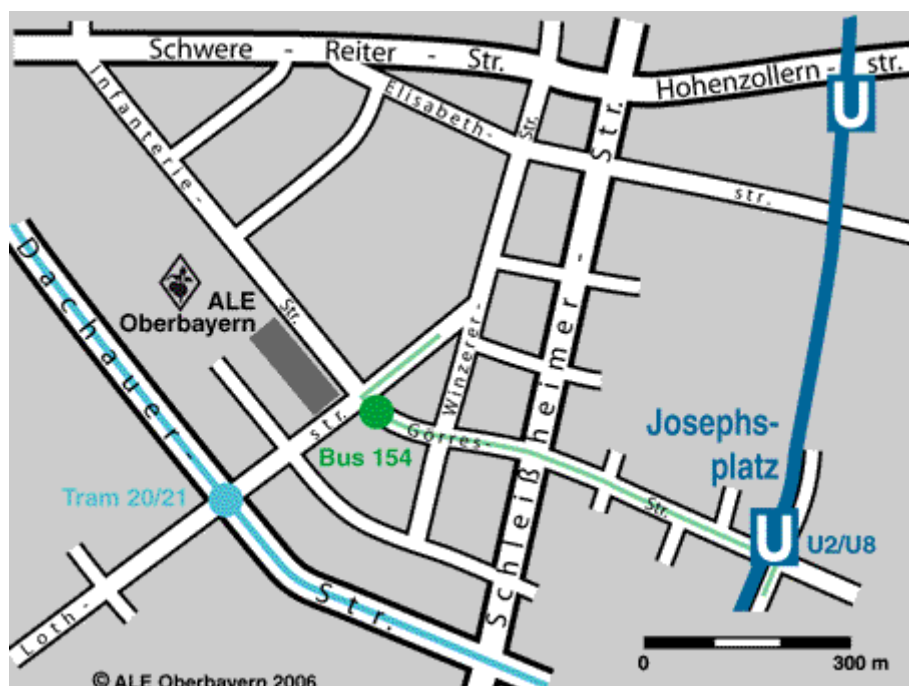 Schwere - Reiter - Str.
Hohenzollern - str.
U
Infanterie - Str.
Elisabeth - str.
Str.
Schleißheimer - Str.
Dachauer - Str.
ALE
Oberbayern
Winzerer -
str.
Görres -
Str.
Bus 154
Josephs-
platz
Tram 20/21
U
U2/U8
Loth -
0
300 m
© ALE Oberbayern 2006